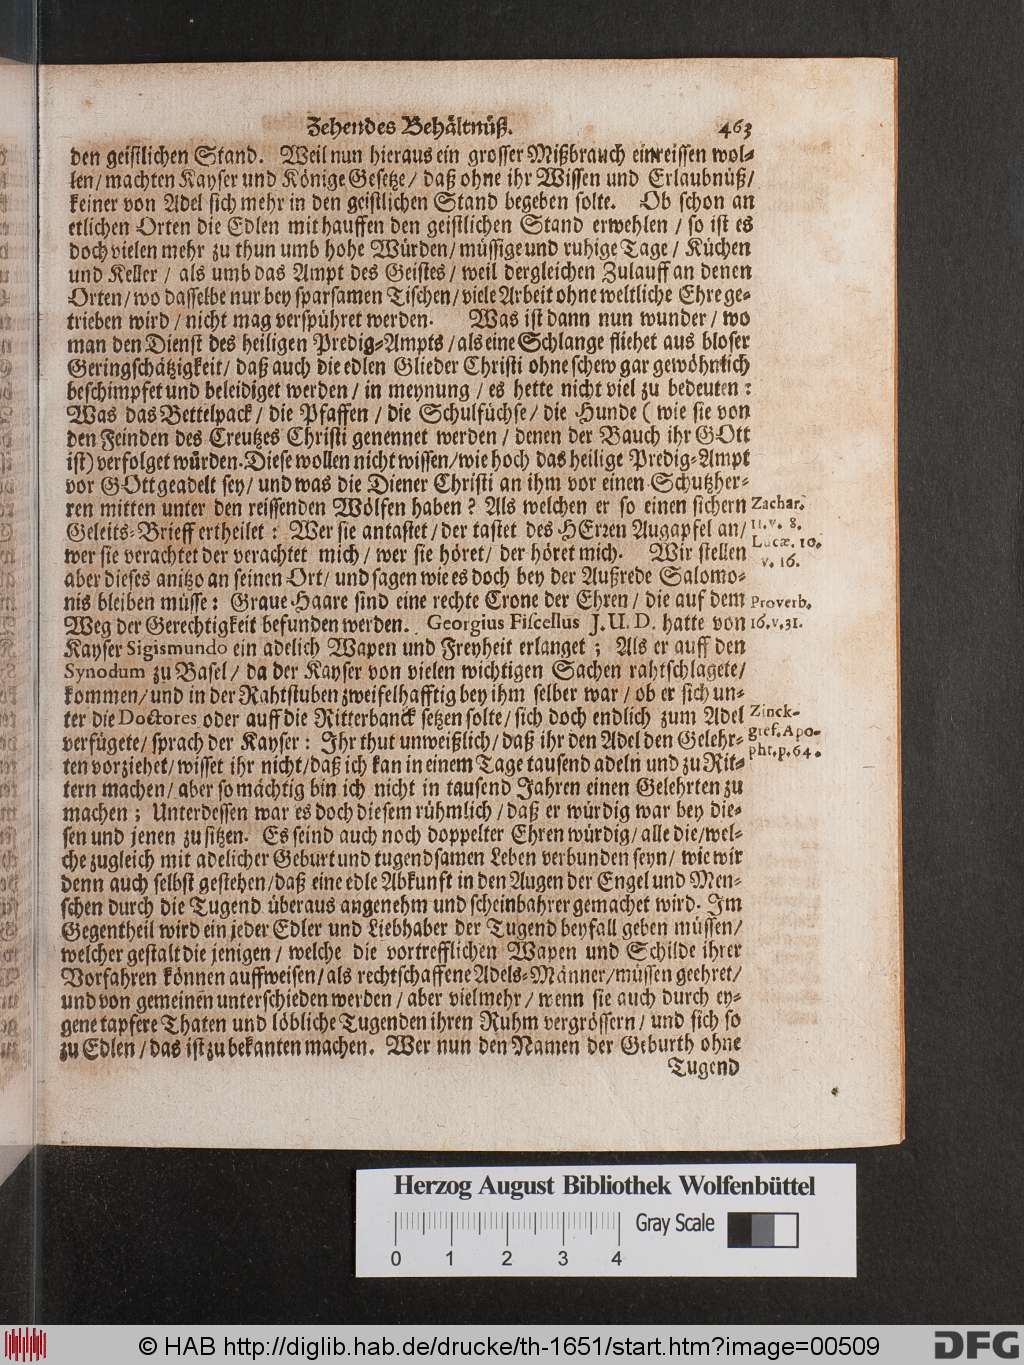 Zehendes Behältnüß. 463
den geistlichen Stand. Weil nun hieraus ein grosser Mißbrauch einreissen wol-
len/ machten Kayser und Könige Gesetze/ daß ohne ihr Wissen und Erlaubnüß/
keiner von Adel sich mehr in den geistlichen Stand begeben solte. Ob schon an
etlichen Orten die Edlen mit hauffen den geistlichen Stand erwehlen/ so ist es
doch vielen mehr zu thun umb hohe Würden/ müssige und ruhige Tage/ Küchen
und Keller/ als umb das Ampt des Geistes/ weil dergleichen Zulauff an denen
Orten/ wo dasselbe nur bey sparsamen Tischen/ viele Arbeit ohne weltliche Ehre ge-
trieben wird/ nicht mag verspühret werden. Was ist dann nun wunder/ wo
man den Dienst des heiligen Predig-Ampts/ als eine Schlange fliehet aus bloser
Geringschätzigkeit/ daß auch die edlen Glieder Christi ohne schew gar gewöhnlich
beschimpfet und beleidiget werden/ in meynung/ es hette nicht viel zu bedeuten:
Was das Bettelpack/ die Pfaffen/ die Schulfüchse/ die Hunde (wie sie von
den Feinden des Creutzes Christi genennet werden/ denen der Bauch ihr GOtt
ist) verfolget würden. Diese wollen nicht wissen/ wie hoch das heilige Predig-Ampt
vor GOtt geadelt sey/ und was die Diener Christi an ihm vor einen Schutzher-
ren mitten unter den reissenden Wölfen haben? Als welchen er so einen sichern
Zachar.
Geleits-Brieff ertheilet: Wer sie antastet/ der tastet des HErren Augapfel an/
11. v. 8.
Lucæ. 10.
wer sie verachtet der verachtet mich/ wer sie höret/ der höret mich. Wir stellen
v. 16.
aber dieses anitzo an seinen Ort/ und sagen wie es doch bey der Außrede Salomo-
nis bleiben müsse: Graue Haare sind eine rechte Crone der Ehren/ die auf dem
Proverb.
Weg der Gerechtigkeit befunden werden. Georgius Fiscellus J. U. D. hatte von
16. v. 31.
Kayser Sigismundo ein adelich Wapen und Freyheit erlanget; Als er auff den
Synodum zu Basel/ da der Kayser von vielen wichtigen Sachen rahtschlagete/
kommen/ und in der Rahtstuben zweifelhafftig bey ihm selber war/ ob er sich un-
ter die Doctores oder auff die Ritterbanck setzen solte/ sich doch endlich zum Adel
Zinck-
verfügete/ sprach der Kayser: Ihr thut unweißlich/ daß ihr den Adel den Gelehr-
gref. Apo-
ten vorziehet/ wisset ihr nicht/ daß ich kan in einem Tage tausend adeln und zu Rit-
pht. p. 64.
tern machen/ aber so mächtig bin ich nicht in tausend Jahren einen Gelehrten zu
machen; Unterdessen war es doch diesem rühmlich/ daß er würdig war bey die-
sen und jenen zu sitzen. Es seind auch noch doppelter Ehren würdig/ alle die/ wel-
che zugleich mit adelicher Geburt und tugendsamen Leben verbunden seyn/ wie wir
denn auch selbst gestehen/ daß eine edle Abkunft in den Augen der Engel und Men-
schen durch die Tugend überaus angenehm und scheinbahrer gemachet wird. Im
Gegentheil wird ein jeder Edler und Liebhaber der Tugend beyfall geben müssen/
welcher gestalt die jenigen/ welche die vortrefflichen Wapen und Schilde ihrer
Vorfahren können auffweisen/ als rechtschaffene Adels-Männer/ müssen geehret/
und von gemeinen unterschieden werden/ aber vielmehr/ wenn sie auch durch ey-
gene tapfere Thaten und löbliche Tugenden ihren Ruhm vergrössern/ und sich so
zu Edlen/ das ist zu bekanten machen. Wer nun den Namen der Geburth ohne
Tugend
Herzog August Bibliothek Wolfenbüttel
Gray Scale
0 1 2 3 4
© HAB http://diglib.hab.de/drucke/th-1651/start.htm?image=00509
DFG